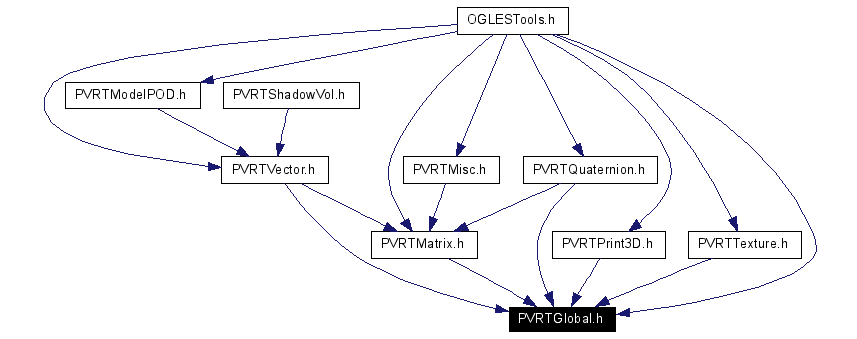 OGLESTools.h
PVRTModelPOD.h
PVRTShadowVol.h
PVRTVector.h
PVRTMisc.h
PVRTQuaternion.h
PVRTMatrix.h
PVRTPrint3D.h
PVRTTexture.h
PVRTGlobal.h